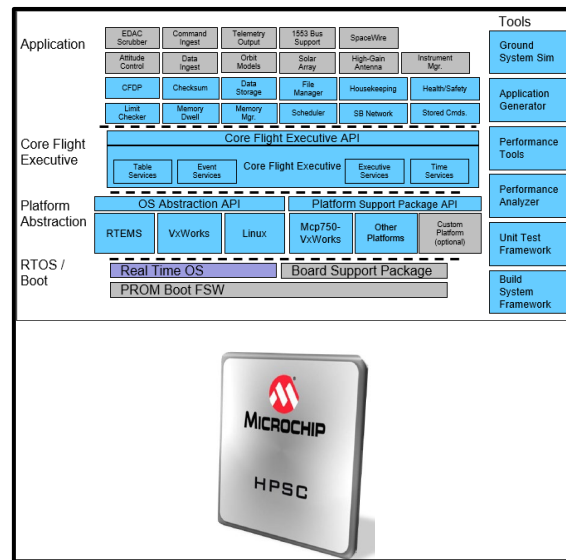 Application
EDAC
Scrubber
Command
Ingest
Telemetry
Output
1553 Bus
Support
SpaceWire
Attitude
Control
Data
Ingest
Orbit
Models
Solar
Array
High-Gain
Antenna
Instrument
Mgr.
CFDP
Checksum
Data
Storage
File
Manager
Housekeeping
Health/Safety
Limit
Checker
Memory
Dwell
Memory
Mgr.
Scheduler
SB Network
Stored Cmds.
Core Flight
Executive
Core Flight Executive API
Table
Services
Event
Services
Core Flight Executive
Executive
Services
Time
Services
Platform
Abstraction
OS Abstraction API
Platform Support Package API
RTEMS
VxWorks
Linux
Mcp750-
VxWorks
Other
Platforms
Custom
Platform
(optional)
RTOS /
Boot
Real Time OS
Board Support Package
PROM Boot FSW
Tools
Ground
System Sim
Application
Generator
Performance
Tools
Performance
Analyzer
Unit Test
Framework
Build
System
Framework
MICROCHIP
HPSC